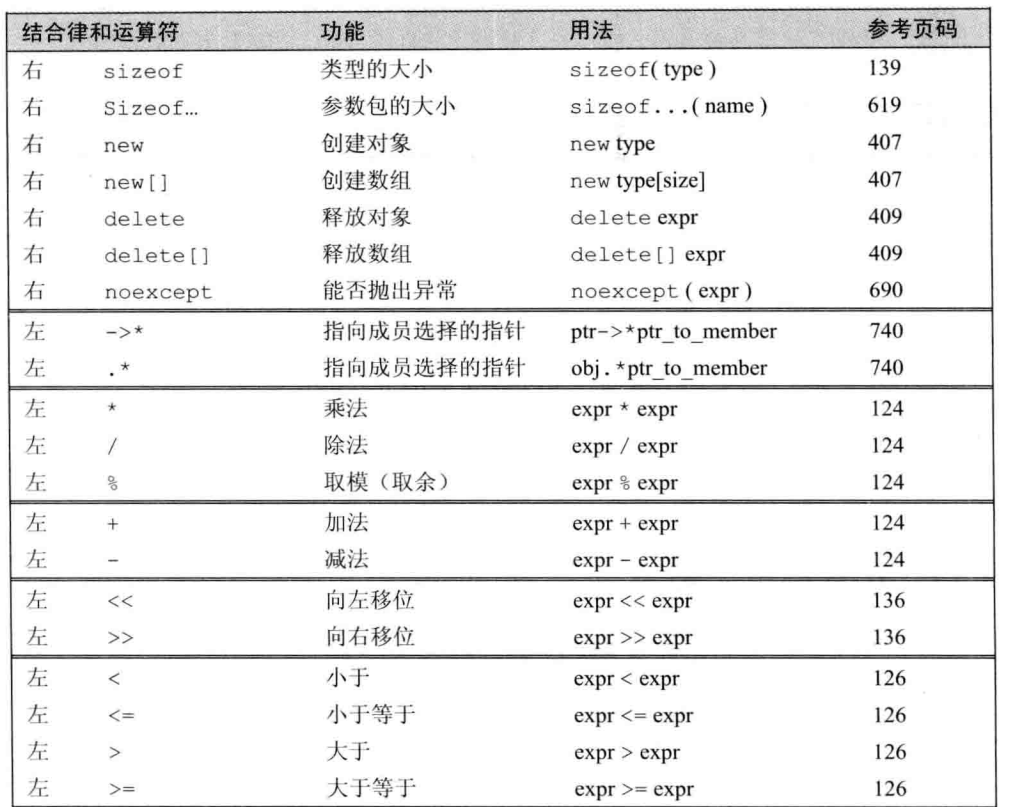 结合律和运算符 功能 用法 参考页码
右 sizeof 类型的大小 sizeof( type ) 139
右 Sizeof… 参数包的大小 sizeof...( name ) 619
右 new 创建对象 new type 407
右 new[] 创建数组 new type[size] 407
右 delete 释放对象 delete expr 409
右 delete[] 释放数组 delete[] expr 409
右 noexcept 能否抛出异常 noexcept ( expr ) 690
左 ->* 指向成员选择的指针 ptr->*ptr_to_member 740
左 .* 指向成员选择的指针 obj.*ptr_to_member 740
左 * 乘法 expr * expr 124
左 / 除法 expr / expr 124
左 % 取模（取余） expr % expr 124
左 + 加法 expr + expr 124
左 - 减法 expr - expr 124
左 << 向左移位 expr << expr 136
左 >> 向右移位 expr >> expr 136
左 < 小于 expr < expr 126
左 <= 小于等于 expr <= expr 126
左 > 大于 expr > expr 126
左 >= 大于等于 expr >= expr 126